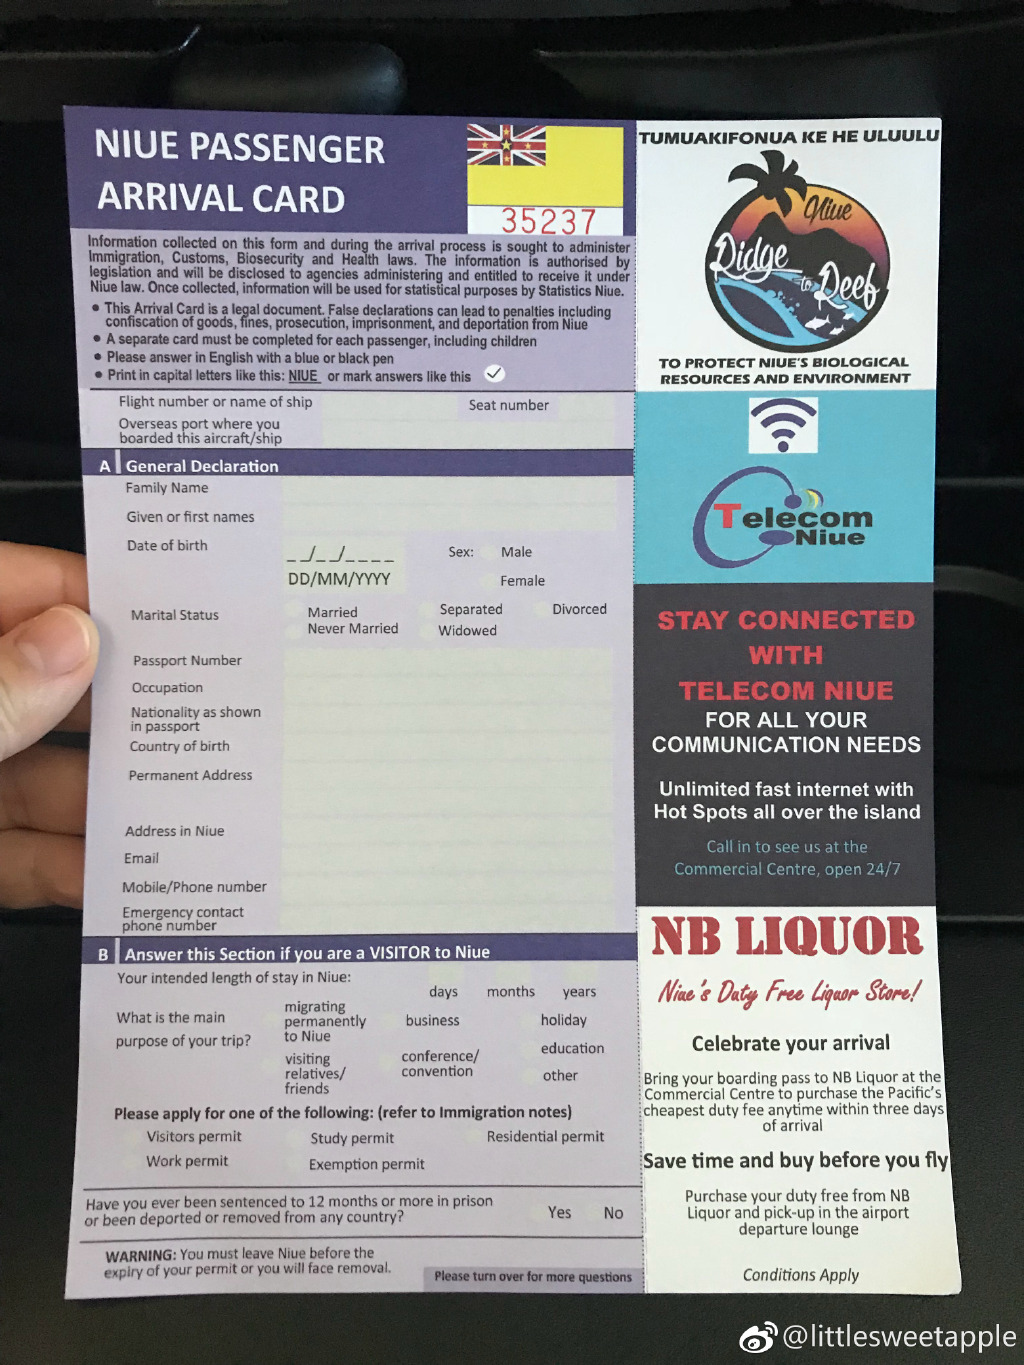 NIUE PASSENGER
ARRIVAL CARD
35237
Information collected on this form and during the arrival process is sought to administer
Immigration, Customs, Biosecurity and Health laws. The information is authorised by
legislation and will be disclosed to agencies administering and entitled to receive it under
Niue law. Once collected, information will be used for statistical purposes by Statistics Niue.
• This Arrival Card is a legal document. False declarations can lead to penalties including
confiscation of goods, fines, prosecution, imprisonment, and deportation from Niue
• A separate card must be completed for each passenger, including children
• Please answer in English with a blue or black pen
• Print in capital letters like this: NIUE or mark answers like this ✓
Flight number or name of ship
Seat number
Overseas port where you
boarded this aircraft/ship
A General Declaration
Family Name
Given or first names
Date of birth
_ _/_ _/_ _ _ _
DD/MM/YYYY
Sex: Male
Female
Marital Status
Married Separated Divorced
Never Married Widowed
Passport Number
Occupation
Nationality as shown
in passport
Country of birth
Permanent Address
Address in Niue
Email
Mobile/Phone number
Emergency contact
phone number
B Answer this Section if you are a VISITOR to Niue
Your intended length of stay in Niue:
days months years
What is the main
purpose of your trip?
migrating
permanently
to Niue
business
holiday
visiting
relatives/
friends
conference/
convention
education
other
Please apply for one of the following: (refer to Immigration notes)
Visitors permit Study permit Residential permit
Work permit Exemption permit
Have you ever been sentenced to 12 months or more in prison
or been deported or removed from any country?
Yes No
WARNING: You must leave Niue before the
expiry of your permit or you will face removal.
Please turn over for more questions
TUMUAKIFONUA KE HE ULUULU
Niue
Ridge
to Reef
TO PROTECT NIUE'S BIOLOGICAL
RESOURCES AND ENVIRONMENT
Telecom
Niue
STAY CONNECTED
WITH
TELECOM NIUE
FOR ALL YOUR
COMMUNICATION NEEDS
Unlimited fast internet with
Hot Spots all over the island
Call in to see us at the
Commercial Centre, open 24/7
NB LIQUOR
Niue's Duty Free Liquor Store!
Celebrate your arrival
Bring your boarding pass to NB Liquor at the
Commercial Centre to purchase the Pacific's
cheapest duty fee anytime within three days
of arrival
Save time and buy before you fly
Purchase your duty free from NB
Liquor and pick-up in the airport
departure lounge
Conditions Apply
@littlesweetapple